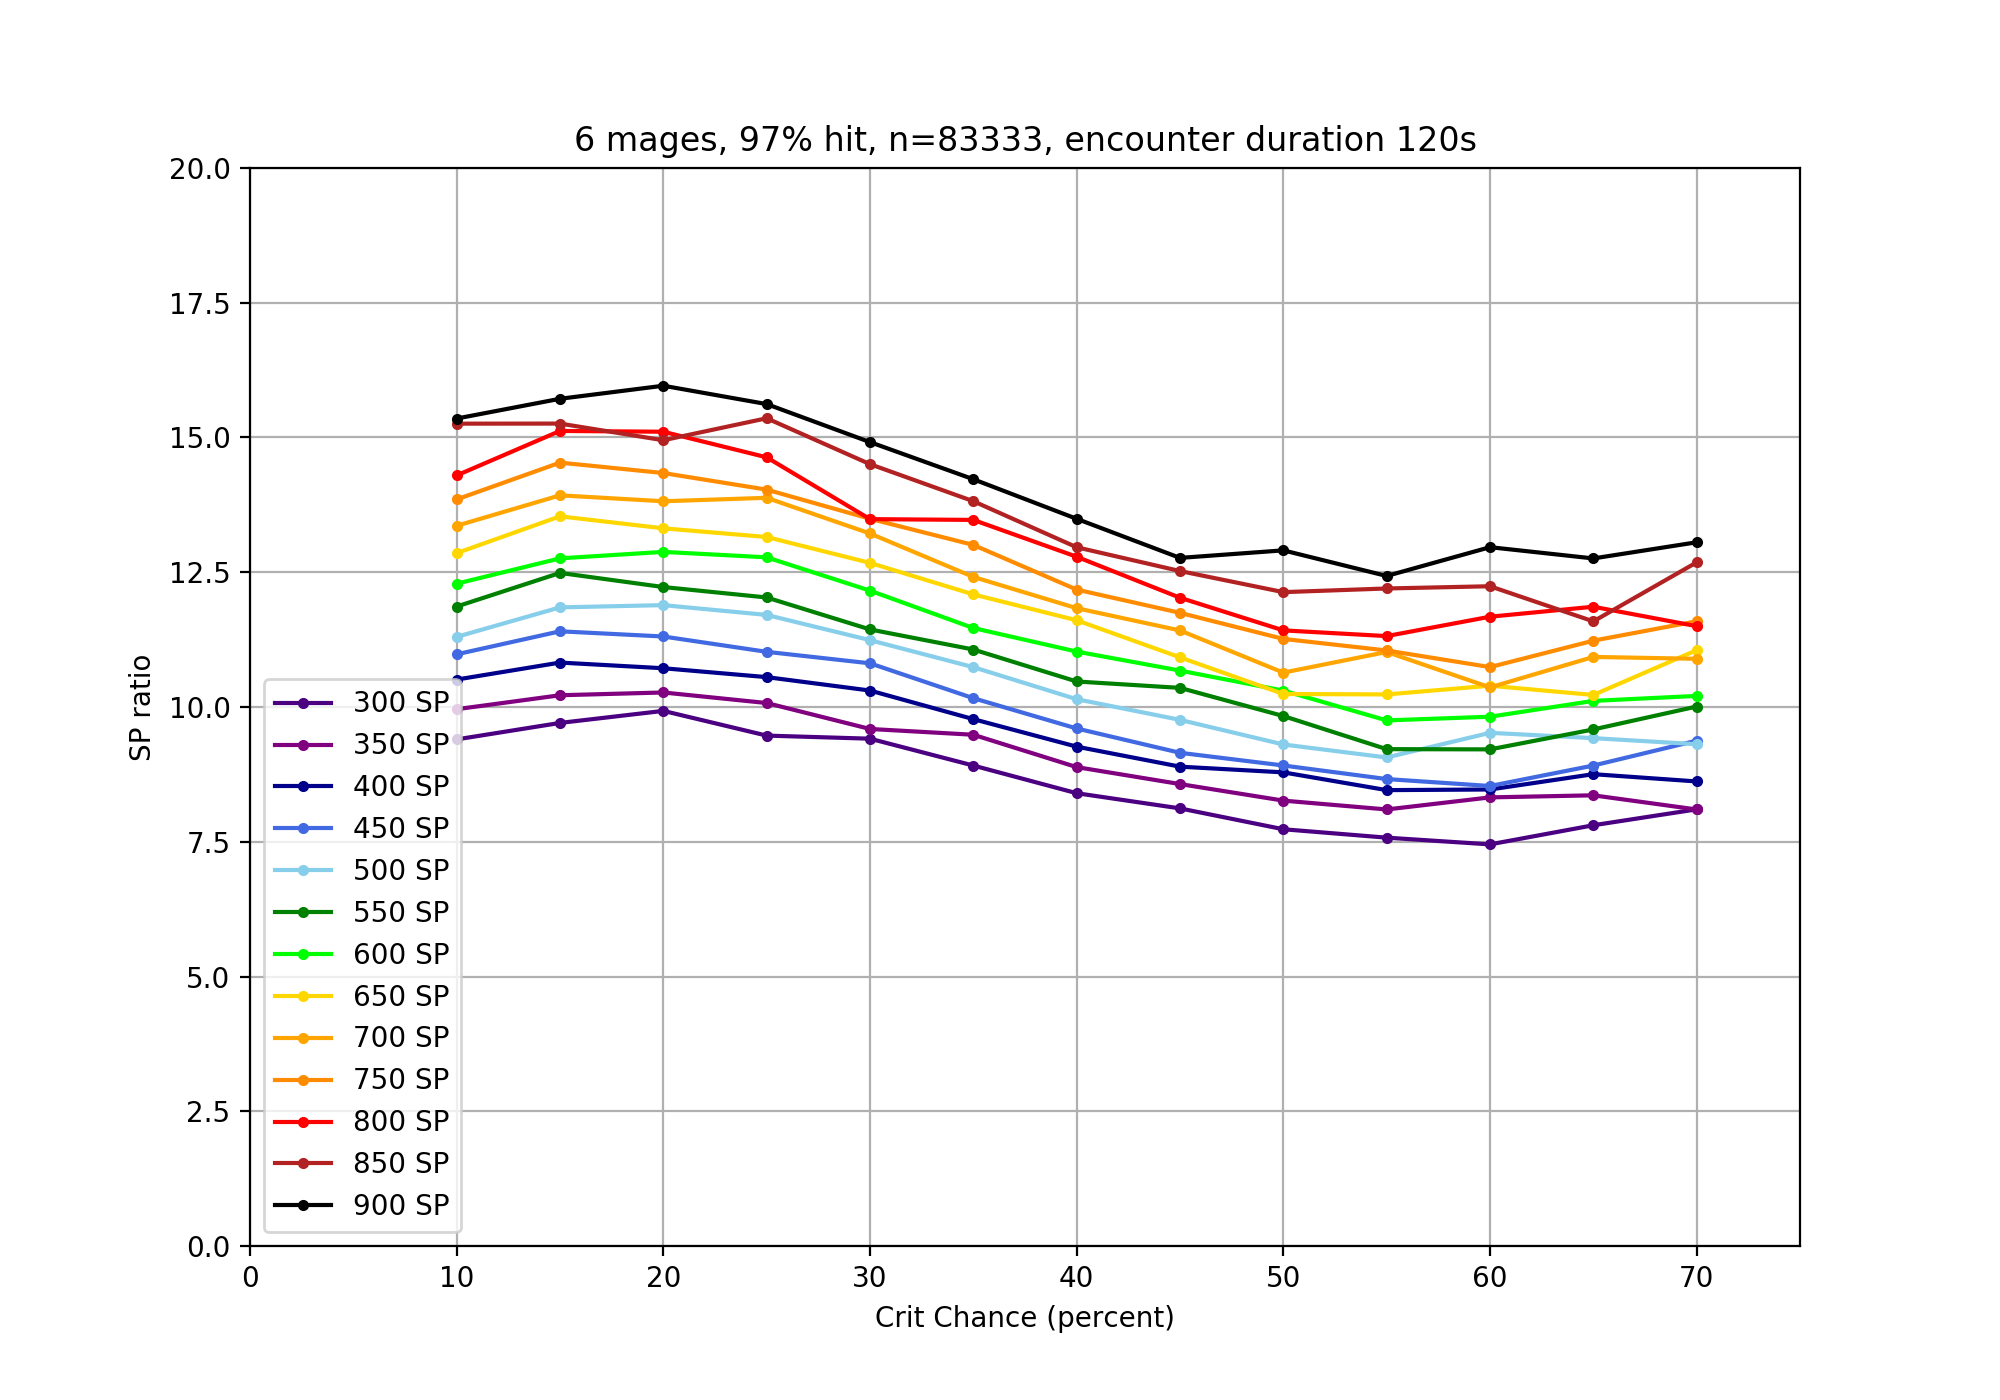 6 mages, 97% hit, n=83333, encounter duration 120s
20.0
17.5
15.0
12.5
10.0
7.5
5.0
2.5
0.0
SP ratio
300 SP
350 SP
400 SP
450 SP
500 SP
550 SP
600 SP
650 SP
700 SP
750 SP
800 SP
850 SP
900 SP
0 10 20 30 40 50 60 70
Crit Chance (percent)